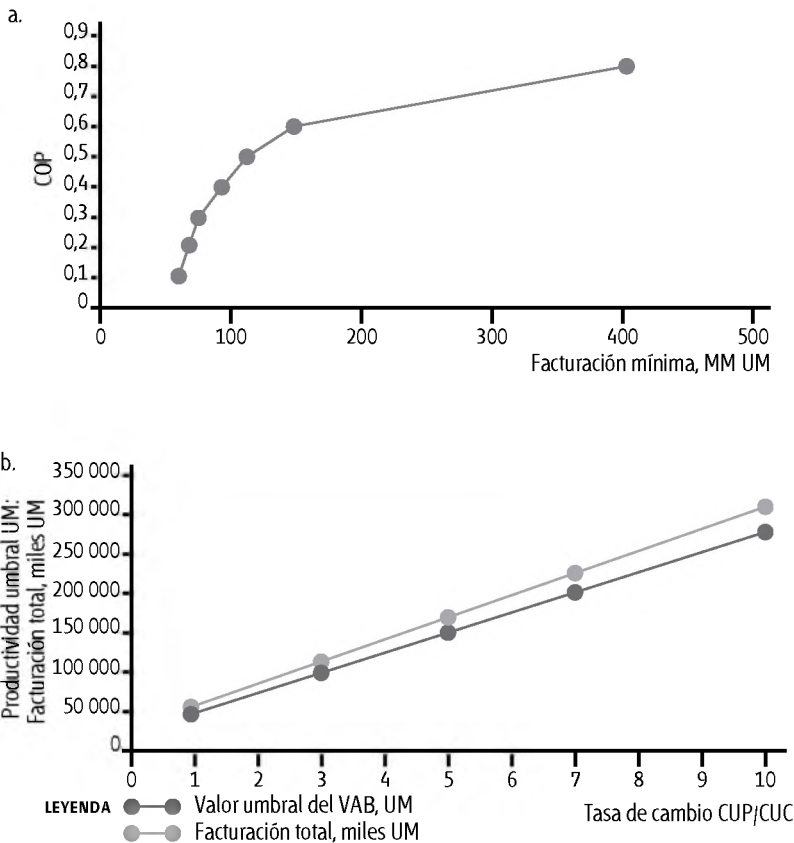 a.
0,9
0,8
0,7
0,6
0,5
0,4
0,3
0,2
0,1
0
COP
0 100 200 300 400 500
Facturación mínima, MM UM
b.
350 000
300 000
250 000
200 000
150 000
100 000
50 000
0
Productividad umbral UM:
Facturación total, miles UM
0 1 2 3 4 5 6 7 8 9 10
Tasa de cambio CUP/CUC
LEYENDA Valor umbral del VAB, UM
Facturación total, miles UM